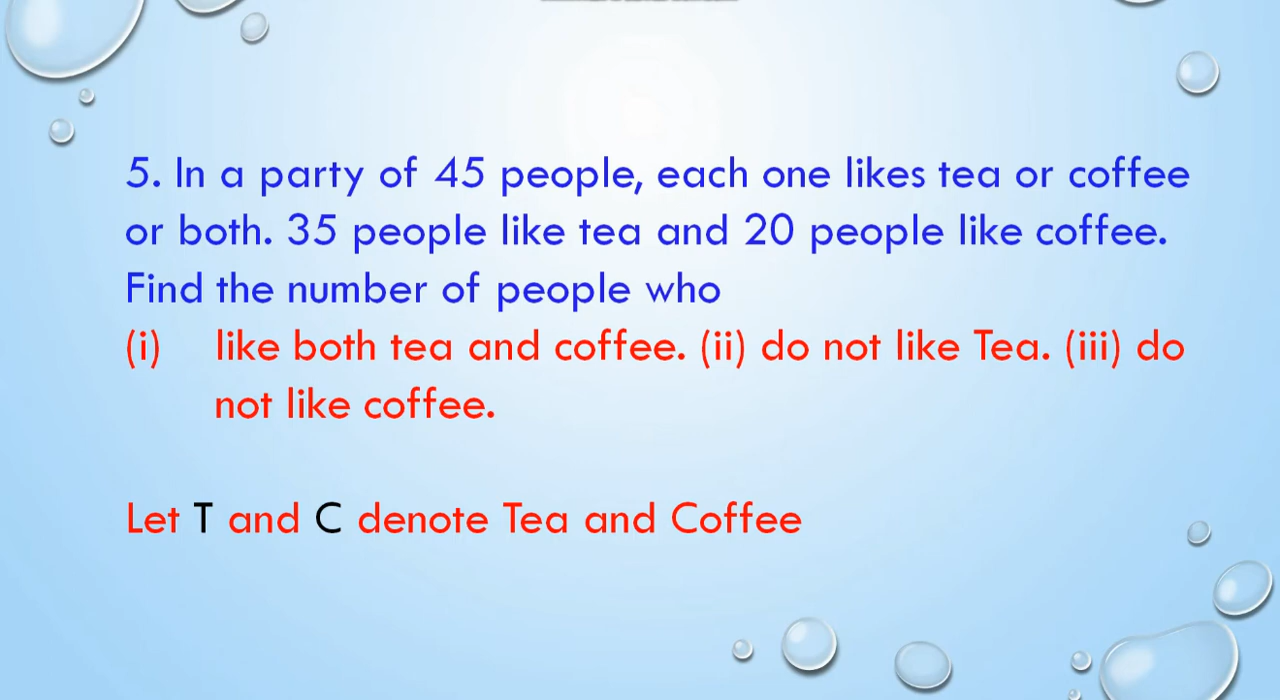 5. In a party of 45 people, each one likes tea or coffee
or both. 35 people like tea and 20 people like coffee.
Find the number of people who
(i) like both tea and coffee. (ii) do not like Tea. (iii) do
not like coffee.
Let T and C denote Tea and Coffee